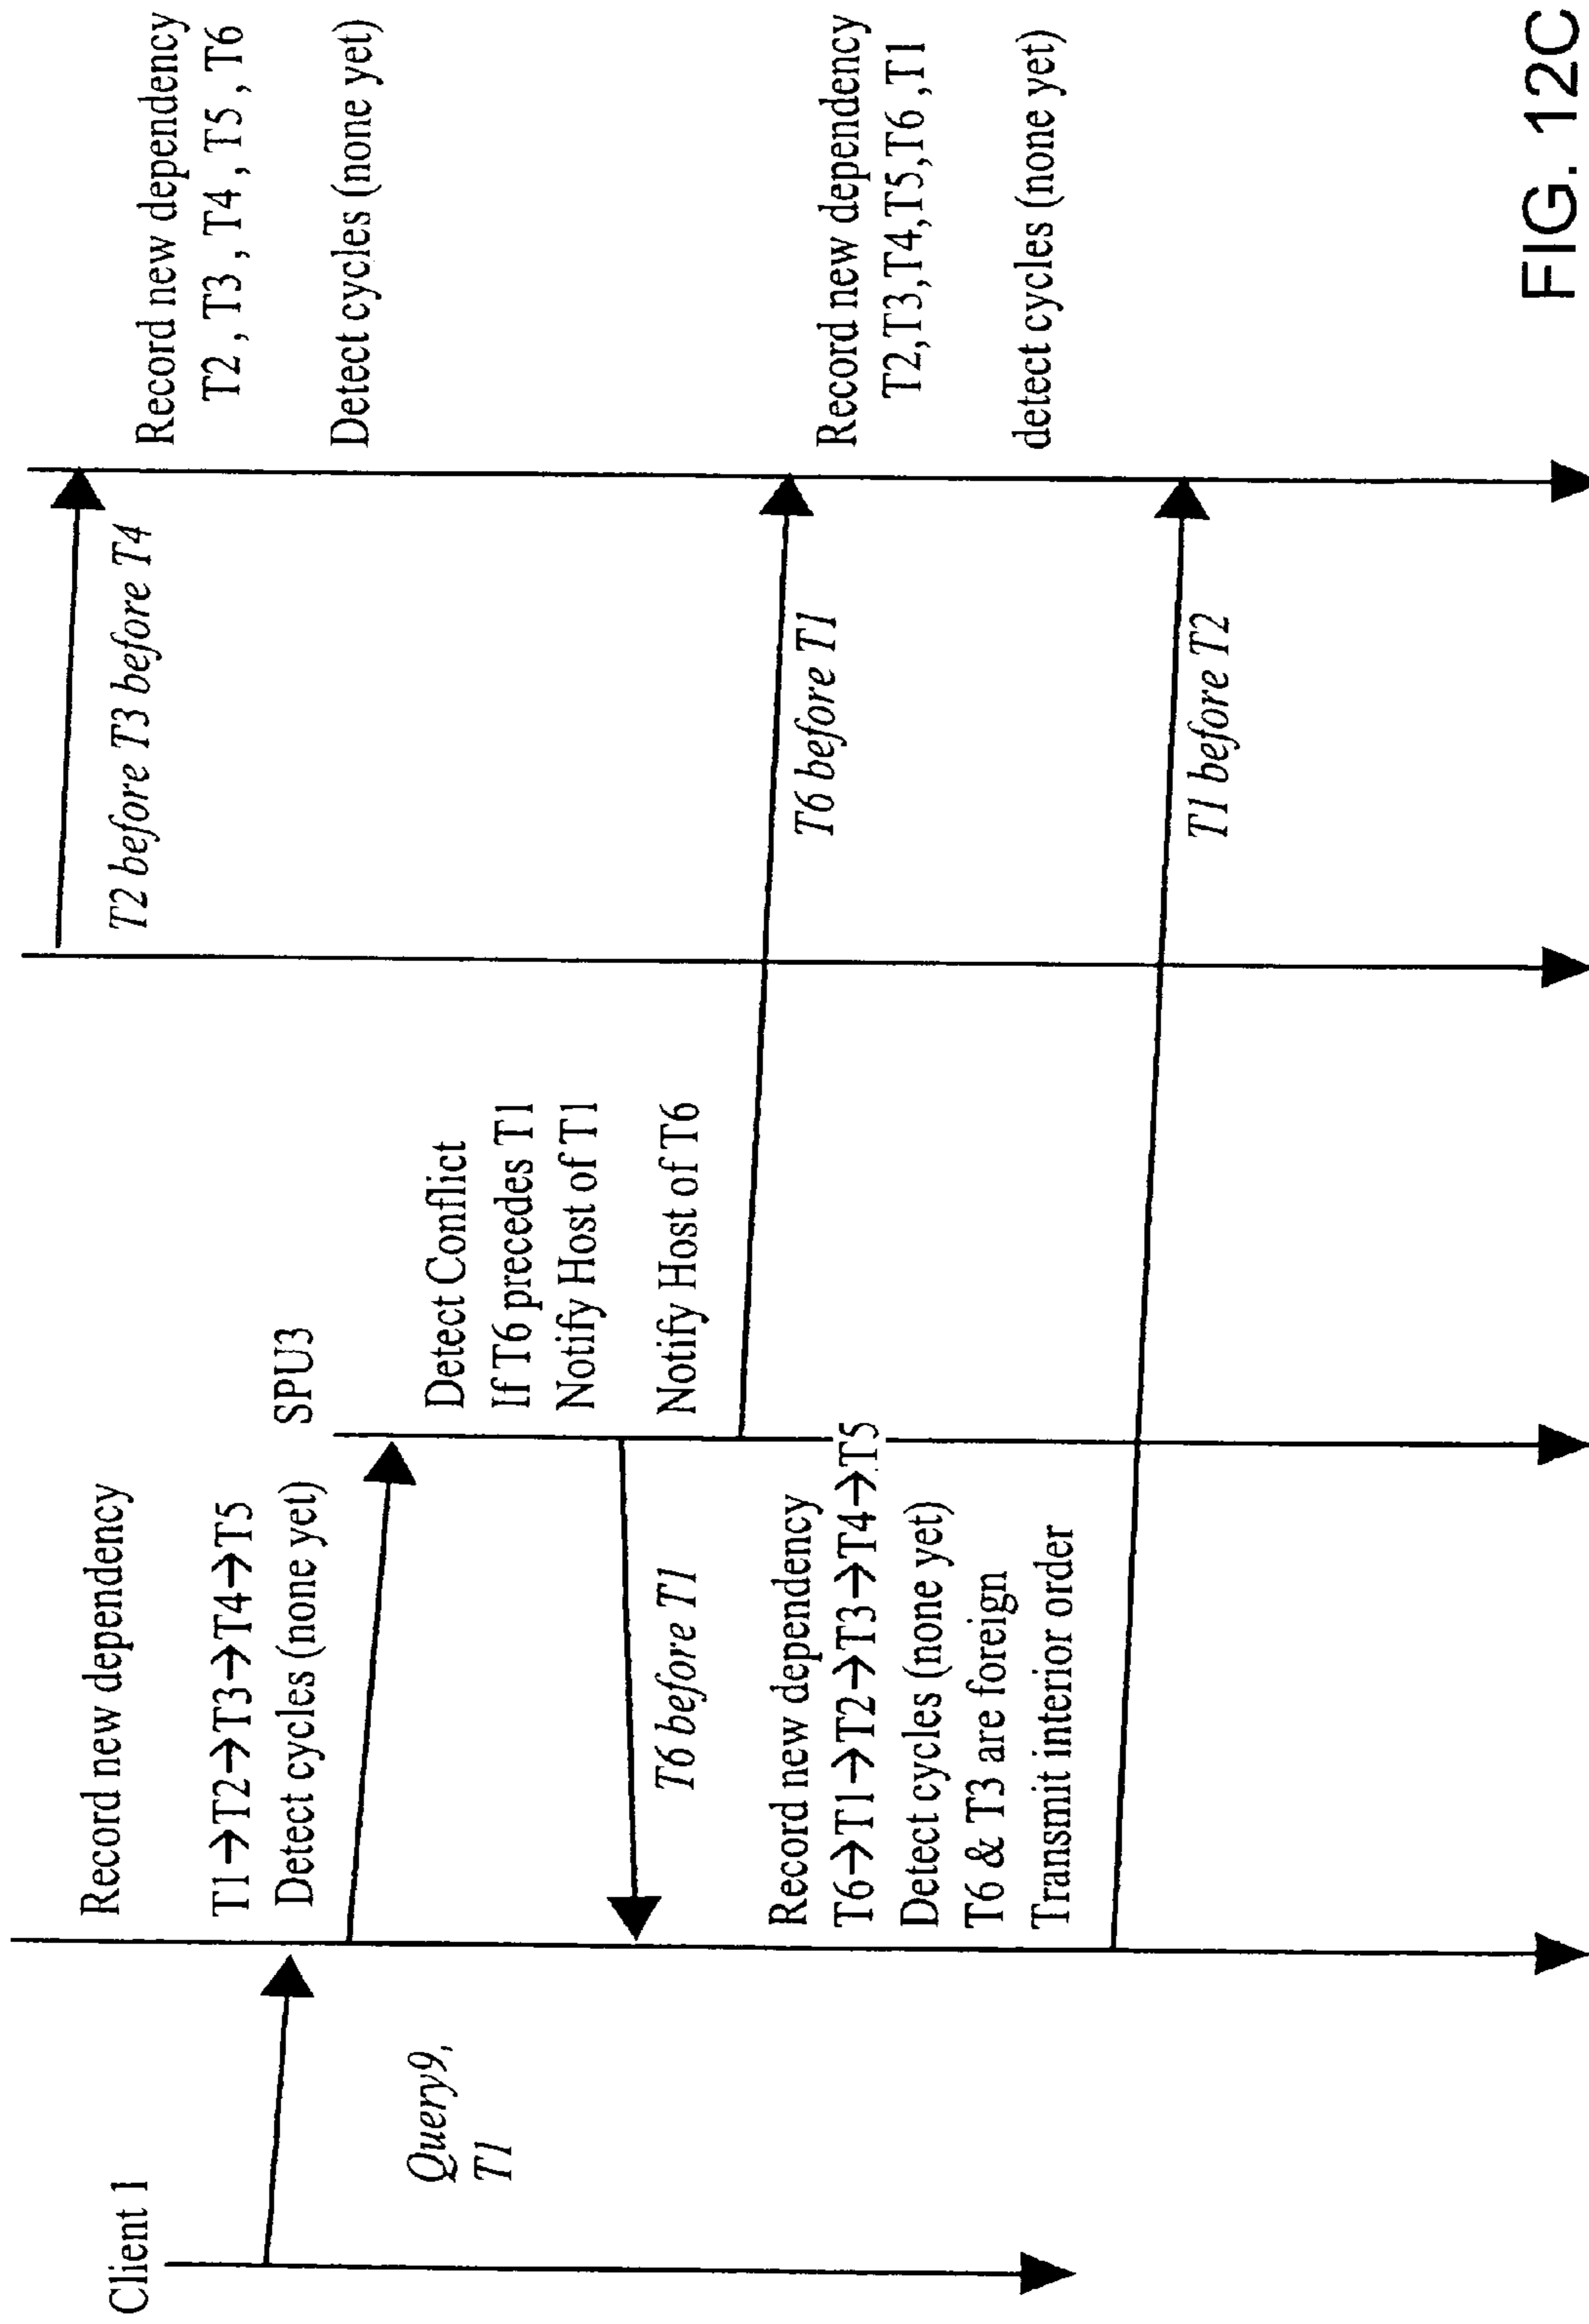 Client 1
Query9,
T1
Record new dependency
T1→T2→T3→T4→T5
Detect cycles (none yet)
SPU3
Detect Conflict
If T6 precedes T1
Notify Host of T1
Notify Host of T6
T6 before T1
Record new dependency
T6→T1→T2→T3→T4→T5
Detect cycles (none yet)
T6 & T3 are foreign
Transmit interior order
T2 before T3 before T4
T6 before T1
T1 before T2
Record new dependency
T2 , T3 , T4 , T5 , T6
Detect cycles (none yet)
Record new dependency
T2,T3,T4,T5,T6 ,T1
detect cycles (none yet)
FIG. 12C